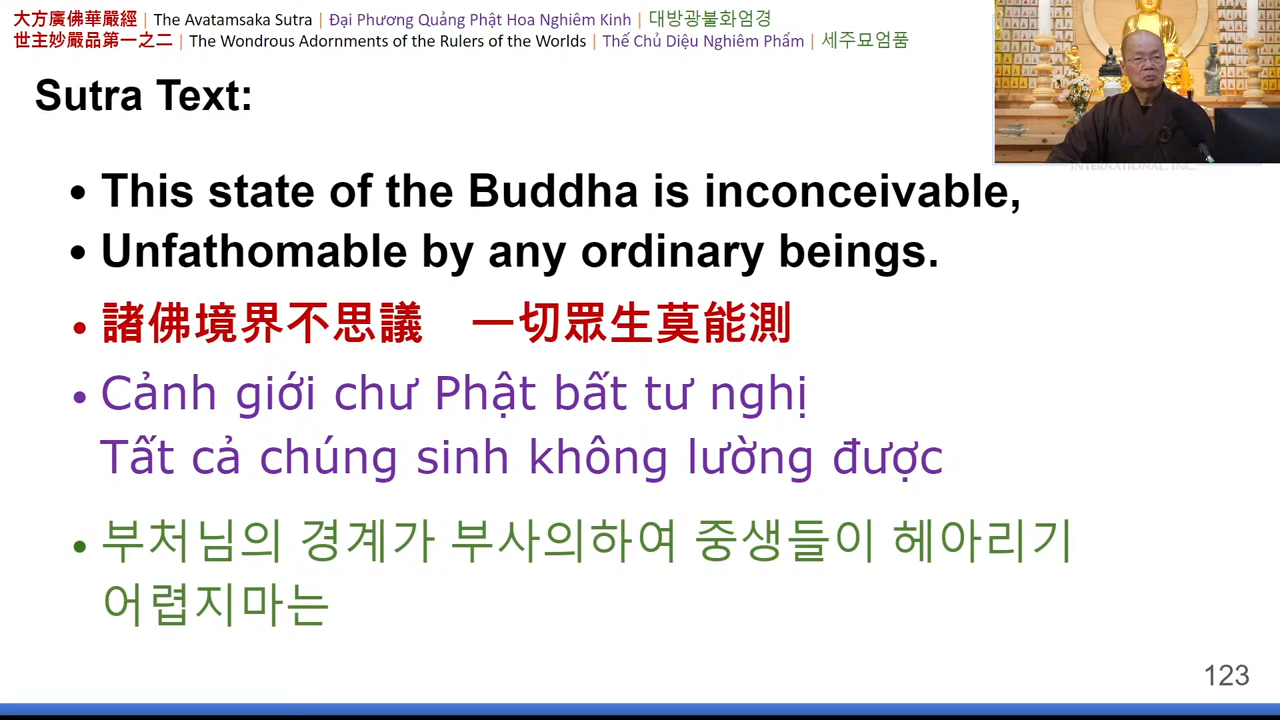 大方廣佛華嚴經 | The Avatamsaka Sutra | Đại Phương Quảng Phật Hoa Nghiêm Kinh | 대방광불화엄경
世主妙嚴品第一之二 | The Wondrous Adornments of the Rulers of the Worlds | Thế Chủ Diệu Nghiêm Phẩm | 세주묘엄품
Sutra Text:
• This state of the Buddha is inconceivable,
• Unfathomable by any ordinary beings.
• 諸佛境界不思議 一切眾生莫能測
• Cảnh giới chư Phật bất tư nghị
Tất cả chúng sinh không lường được
• 부처님의 경계가 부사의하여 중생들이 헤아리기
어렵지마는
INTERNATIONAL, INC.
123